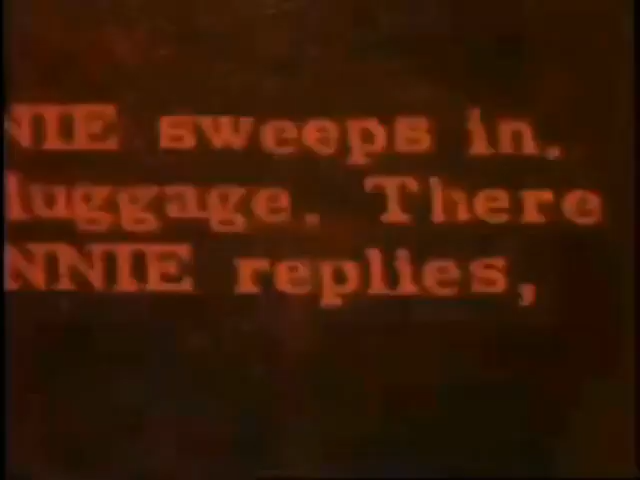 NIE sweeps in.
luggage. There
NNIE replies,